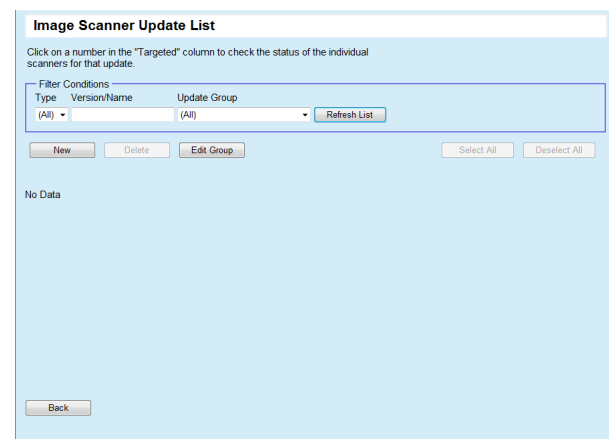 Image Scanner Update List
Click on a number in the "Targeted" column to check the status of the individual
scanners for that update.
Filter Conditions
Type Version/Name Update Group
(All) (All) Refresh List
New Delete Edit Group Select All Deselect All
No Data
Back